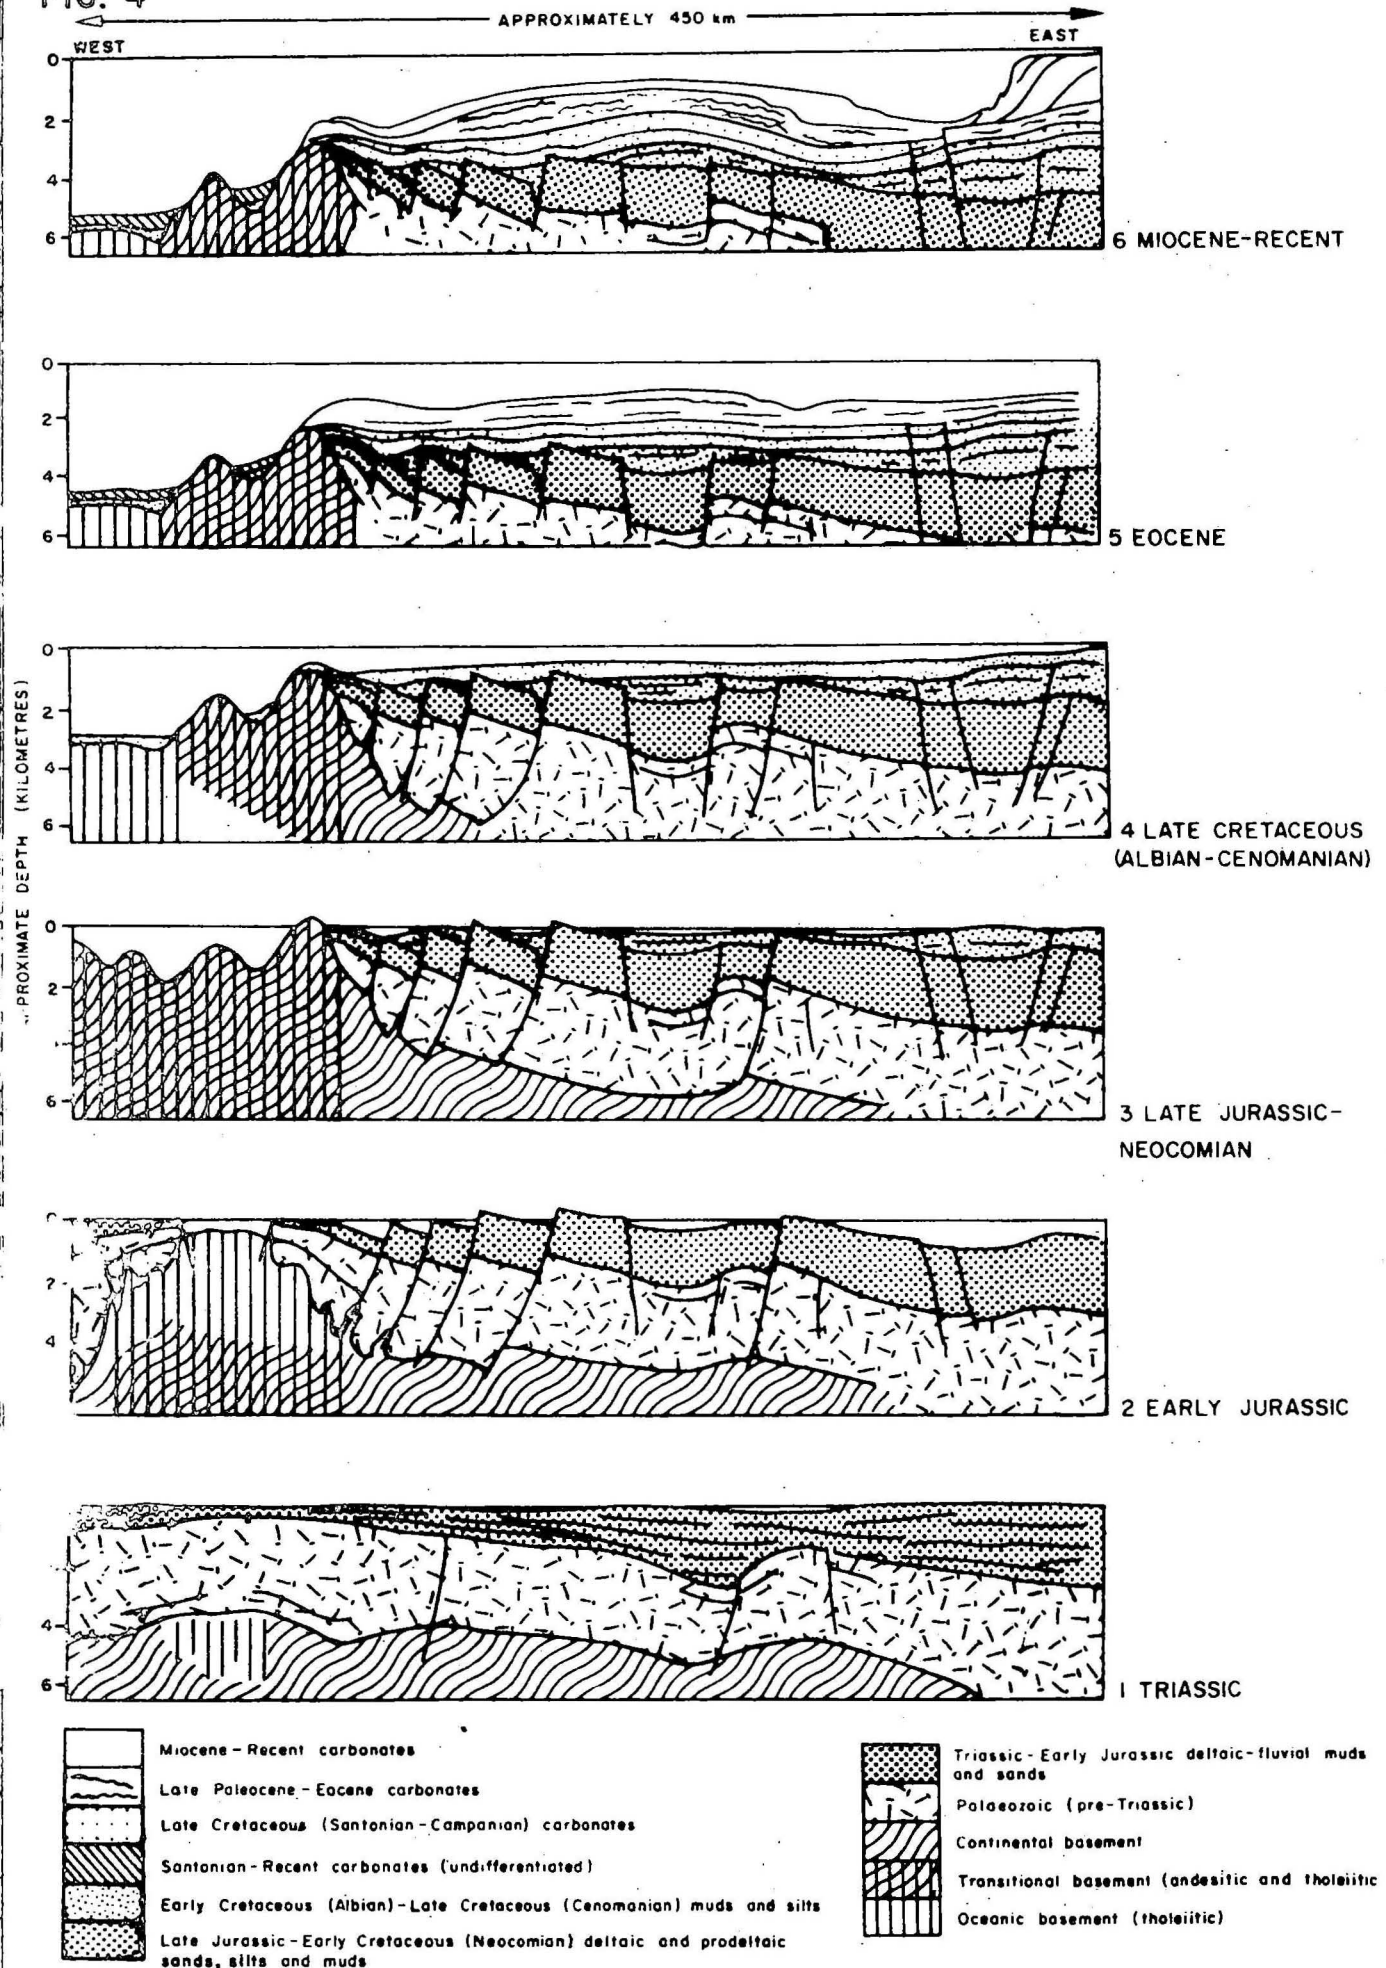 FIG. 4
APPROXIMATELY 450 km
WEST
EAST
0
2
4
6
6 MIOCENE-RECENT
0
2
4
6
5 EOCENE
0
2
4
6
4 LATE CRETACEOUS
(ALBIAN-CENOMANIAN)
DEPTH (KILOMETRES)
0
2
6
3 LATE JURASSIC-
NEOCOMIAN
2
4
2 EARLY JURASSIC
4
6
1 TRIASSIC
Miocene-Recent carbonates
Late Paleocene-Eocene carbonates
Late Cretaceous (Santonian-Campanian) carbonates
Santonian-Recent carbonates (undifferentiated)
Early Cretaceous (Albian)-Late Cretaceous (Cenomanian) muds and silts
Late Jurassic-Early Cretaceous (Neocomian) deltaic and prodeltaic
sands, silts and muds
Triassic-Early Jurassic deltaic-fluvial muds
and sands
Palaeozoic (pre-Triassic)
Continental basement
Transitional basement (andesitic and tholeiitic
Oceanic basement (tholeiitic)